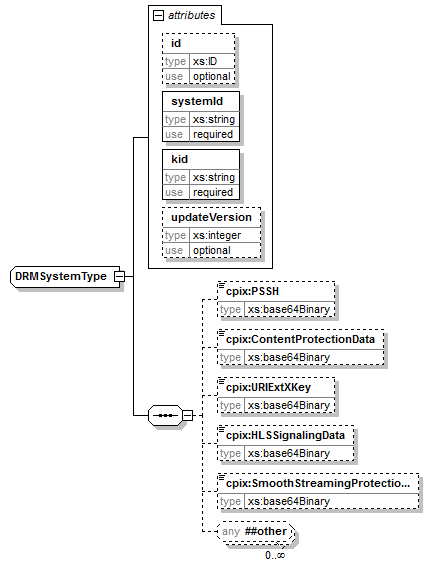 attributes
id
type xs:ID
use optional
systemId
type xs:string
use required
kid
type xs:string
use required
updateVersion
type xs:integer
use optional
DRMSystemType
cpix:PSSH
type xs:base64Binary
cpix:ContentProtectionData
type xs:base64Binary
cpix:URIExtXKey
type xs:base64Binary
cpix:HLSSignalingData
type xs:base64Binary
cpix:SmoothStreamingProtectio...
type xs:base64Binary
any ##other
0..∞